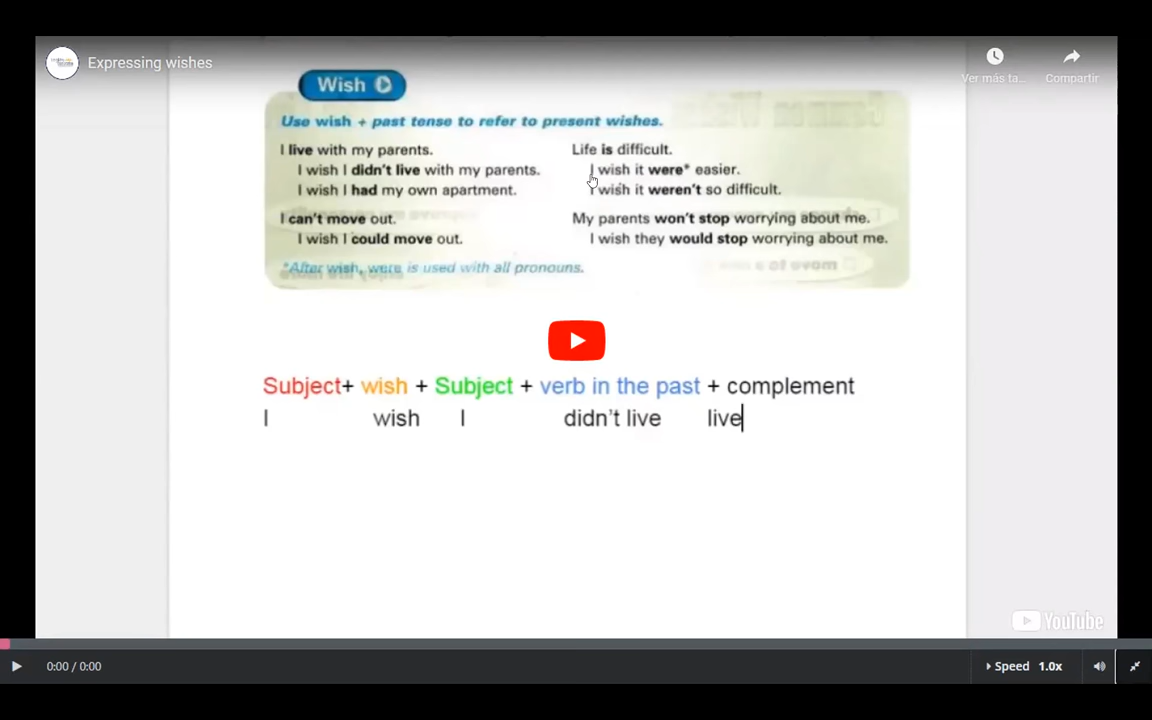 Expressing wishes
Ver más ta...
Compartir
Wish
Use wish + past tense to refer to present wishes.
I live with my parents.
I wish I didn't live with my parents.
I wish I had my own apartment.
I can't move out.
I wish I could move out.
Life is difficult.
I wish it were* easier.
I wish it weren't so difficult.
My parents won't stop worrying about me.
I wish they would stop worrying about me.
*After wish, were is used with all pronouns.
Subject+ wish + Subject + verb in the past + complement
I wish I didn't live live
YouTube
0:00 / 0:00
Speed 1.0x